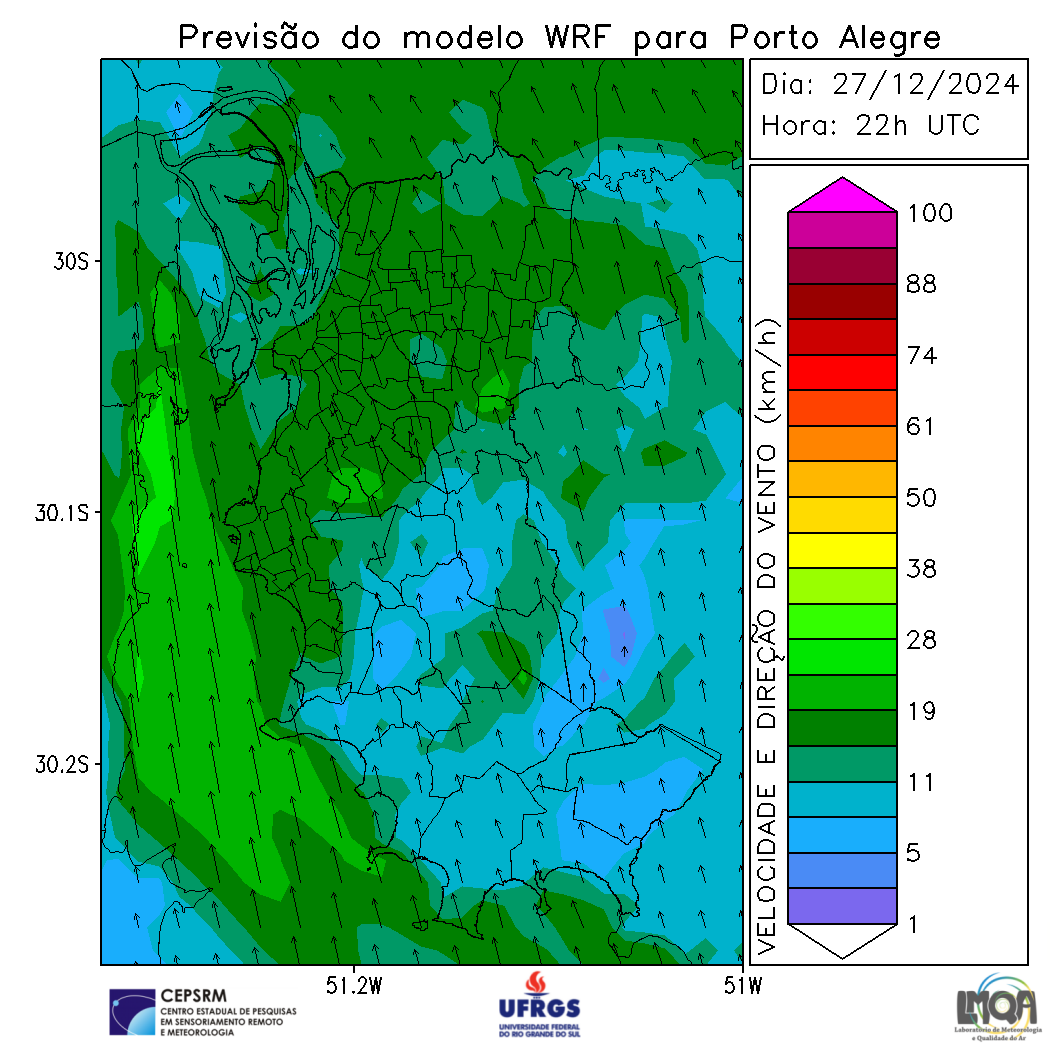 Previsão do modelo WRF para Porto Alegre
Dia: 27/12/2024
Hora: 22h UTC
30S
30.1S
30.2S
51.2W
51W
VELOCIDADE E DIREÇÃO DO VENTO (km/h)
100
88
74
61
50
38
28
19
11
5
1
CEPSRM
CENTRO ESTADUAL DE PESQUISAS
EM SENSORIAMENTO REMOTO
E METEOROLOGIA
UFRGS
UNIVERSIDADE FEDERAL
DO RIO GRANDE DO SUL
LMQA
Laboratório de Meteorologia
e Qualidade do Ar